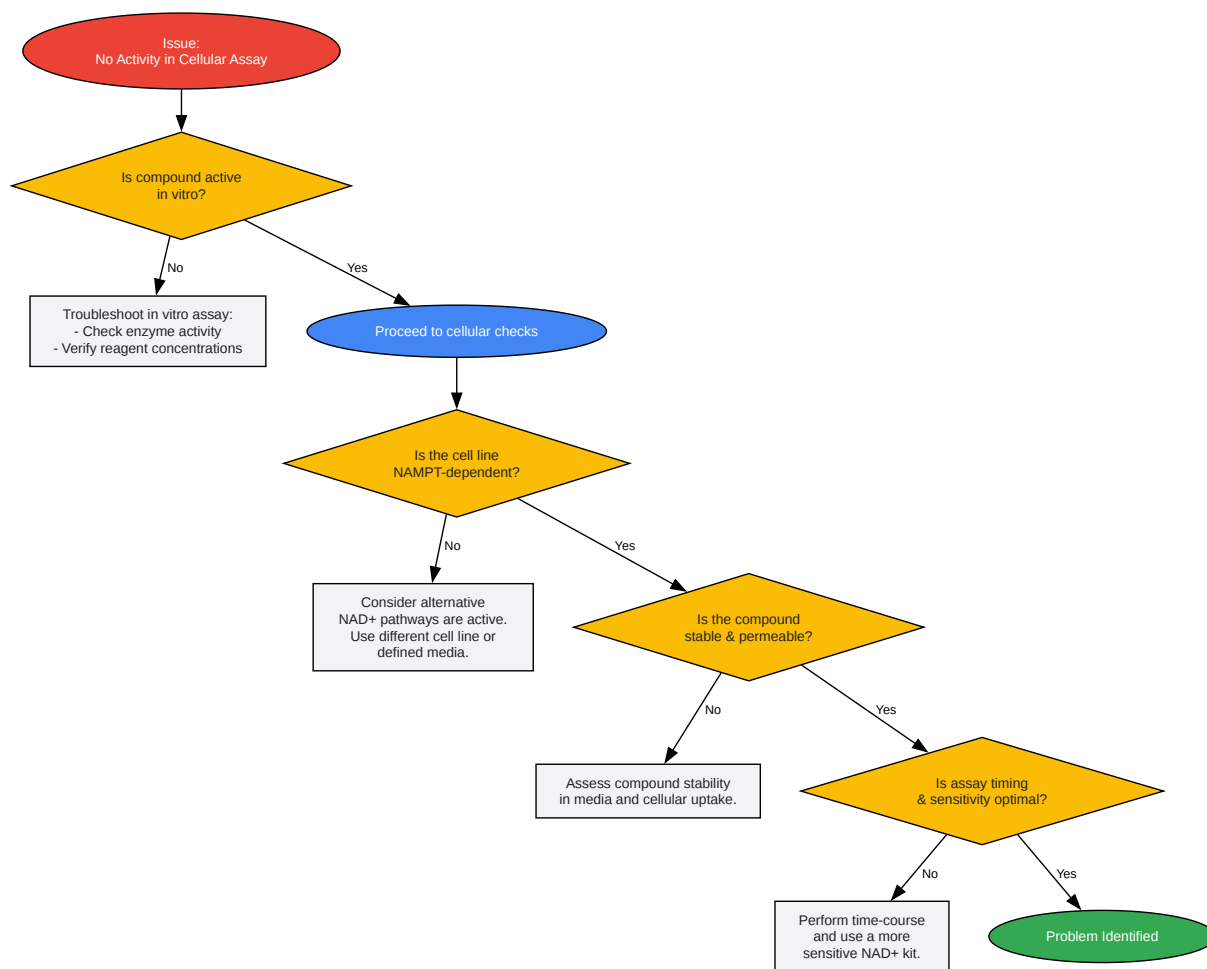 Issue:
No Activity in Cellular Assay
Is compound active
in vitro?
No
Yes
Troubleshoot in vitro assay:
- Check enzyme activity
- Verify reagent concentrations
Proceed to cellular checks
Is the cell line
NAMPT-dependent?
No
Yes
Consider alternative
NAD+ pathways are active.
Use different cell line or
defined media.
Is the compound
stable & permeable?
No
Yes
Assess compound stability
in media and cellular uptake.
Is assay timing
& sensitivity optimal?
No
Yes
Perform time-course
and use a more
sensitive NAD+ kit.
Problem Identified